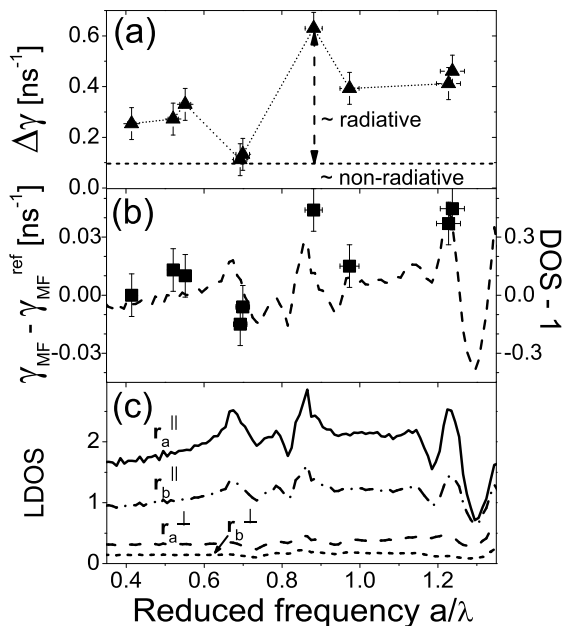 (a)
Δγ [ns⁻¹]
0.6
0.4
0.2
0.0
~ radiative
~ non-radiative
(b)
γ_MF - γ_MF^ref [ns⁻¹]
0.03
0.00
-0.03
DOS - 1
0.3
0.0
-0.3
(c)
LDOS
2
1
0
r_a^∥
r_b^∥
r_a^⊥
r_b^⊥
0.4 0.6 0.8 1.0 1.2
Reduced frequency a/λ